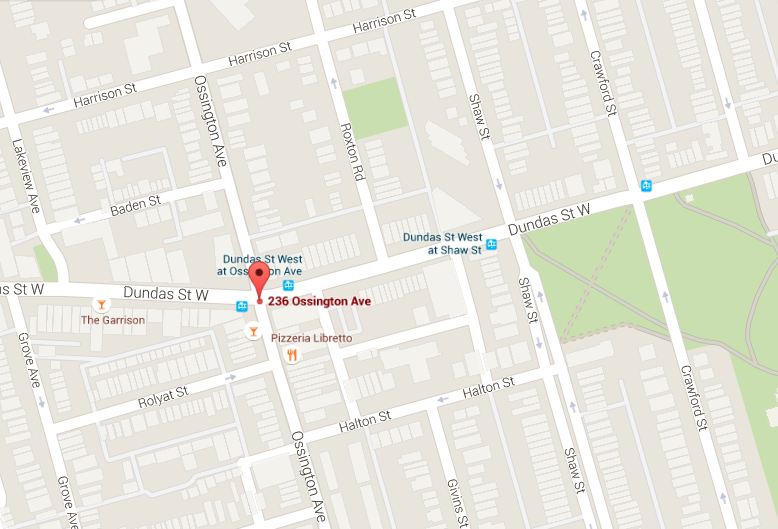 Harrison St
Harrison St
Harrison St
Ossington Ave
Crawford St
Shaw St
Roxton Rd
Lakeview Ave
Baden St
Dundas St W
Dundas St West
at Shaw St
Dundas St West
at Ossington Ave
Dundas St W
236 Ossington Ave
The Garrison
Pizzeria Libretto
Shaw St
Grove Ave
Rolyat St
Halton St
Halton St
Crawford St
Ossington Ave
Shaw St
Grove Ave
Givins St